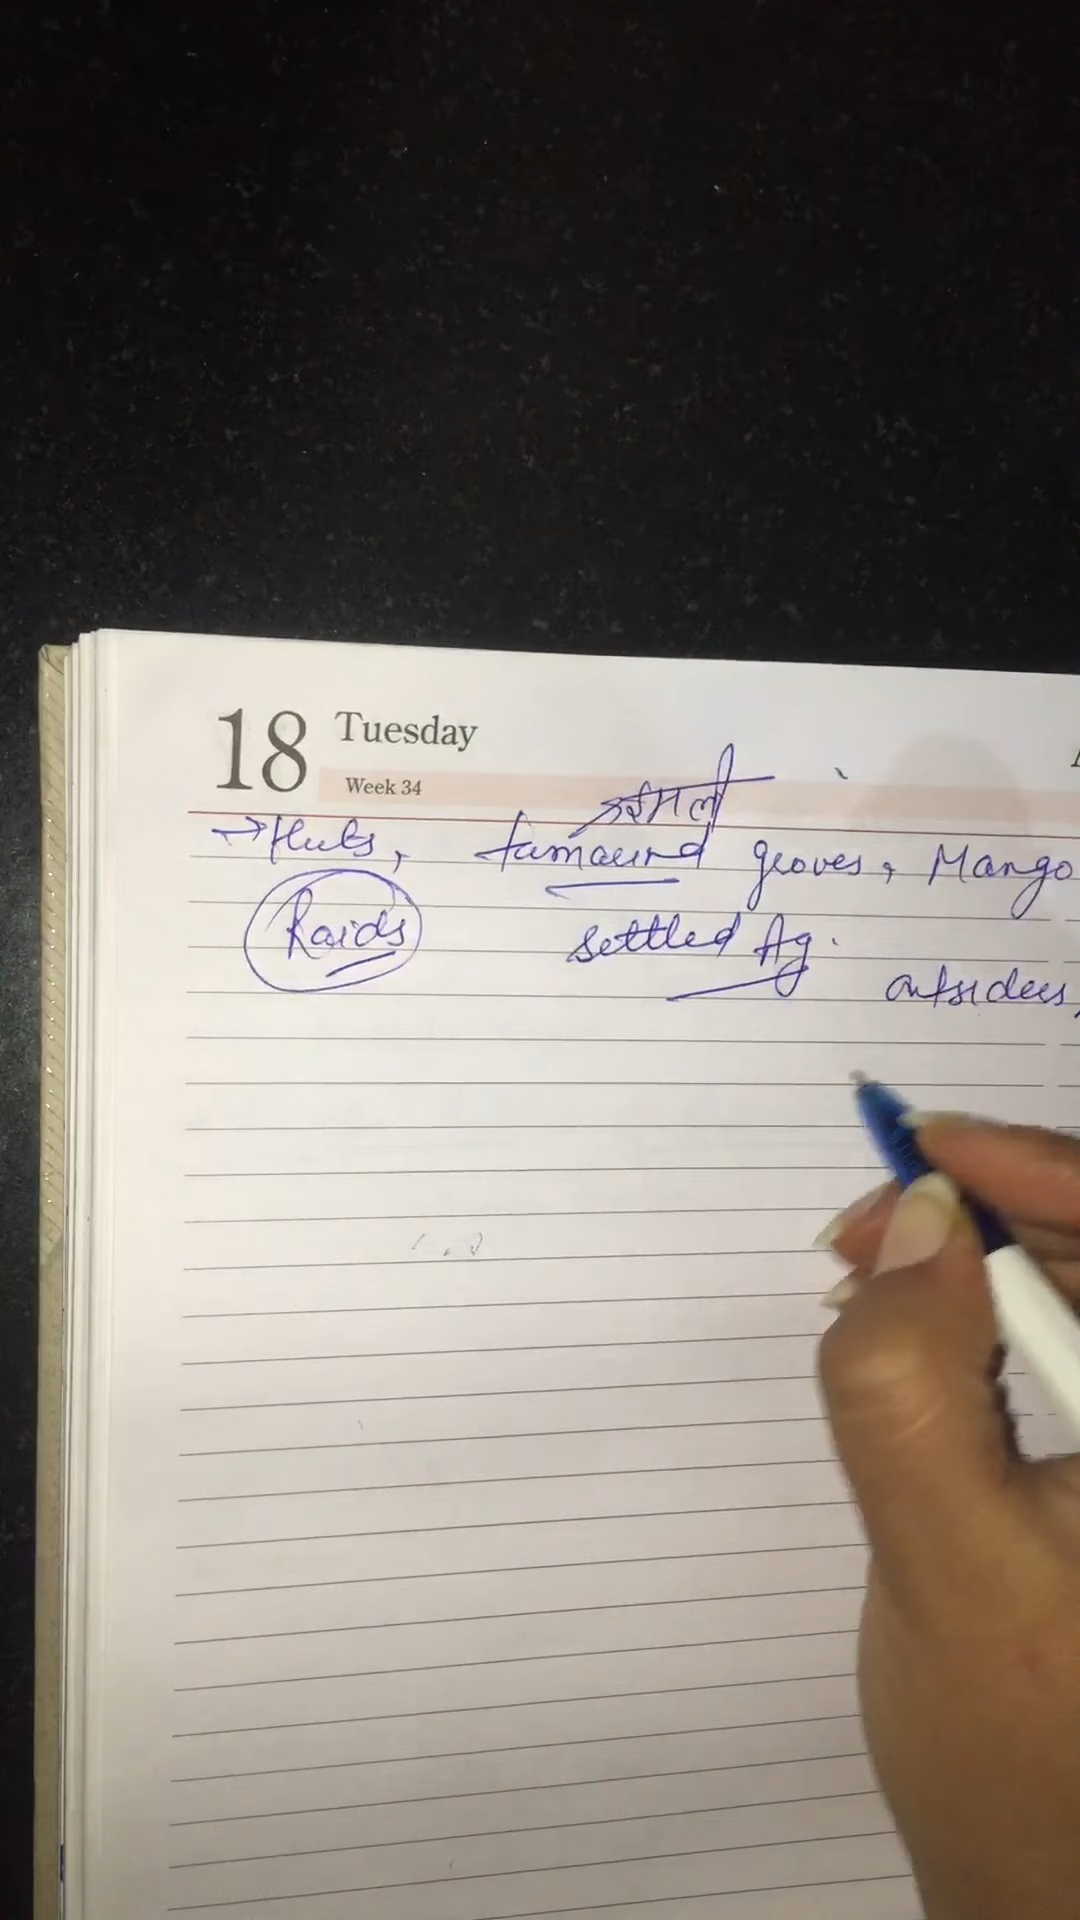 18 Tuesday
Week 34
इमली
→ Huts, tamarind groves, Mango
Raids settled Ag.
outsiders,